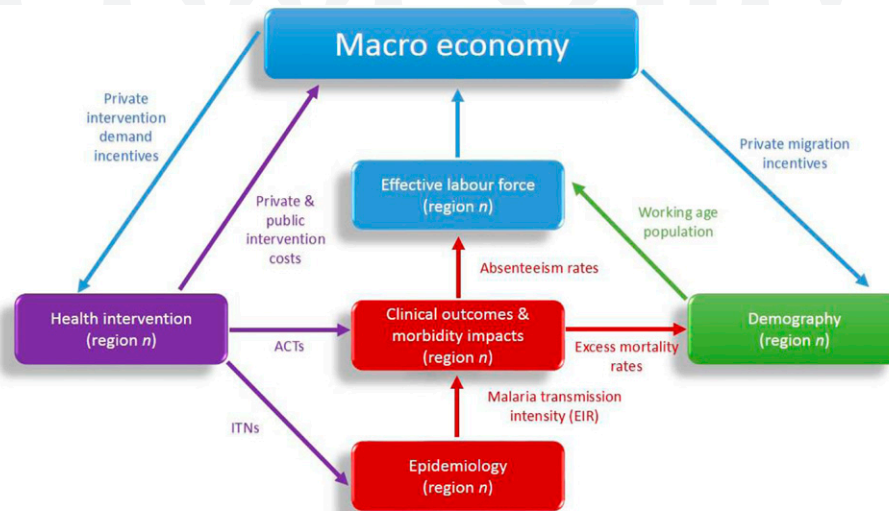 Macro economy
Private
intervention
demand
incentives
Private migration
incentives
Effective labour force
(region n)
Private &
public
intervention
costs
Working age
population
Absenteeism rates
Health intervention
(region n)
Clinical outcomes &
morbidity impacts
(region n)
Demography
(region n)
ACTs
Excess mortality
rates
Malaria transmission
intensity (EIR)
ITNs
Epidemiology
(region n)